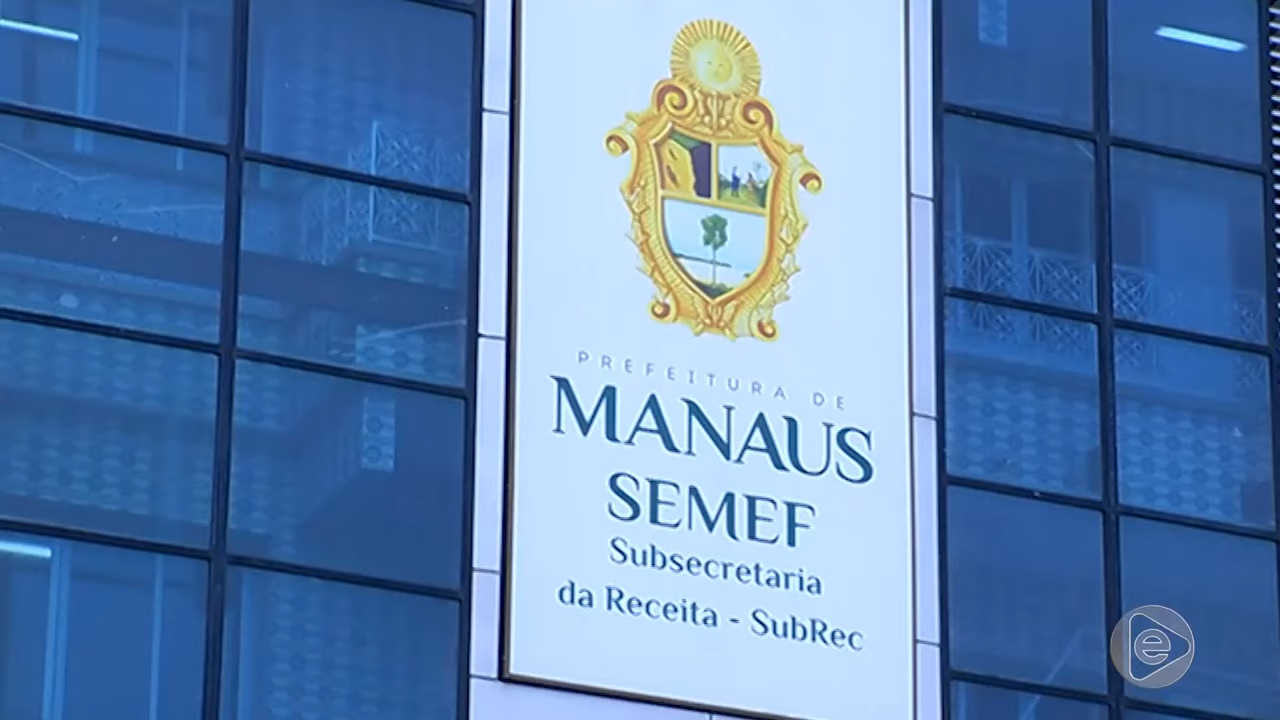 PREFEITURA DE
MANAUS
SEMEF
Subsecretaria
da Receita - SubRec
e